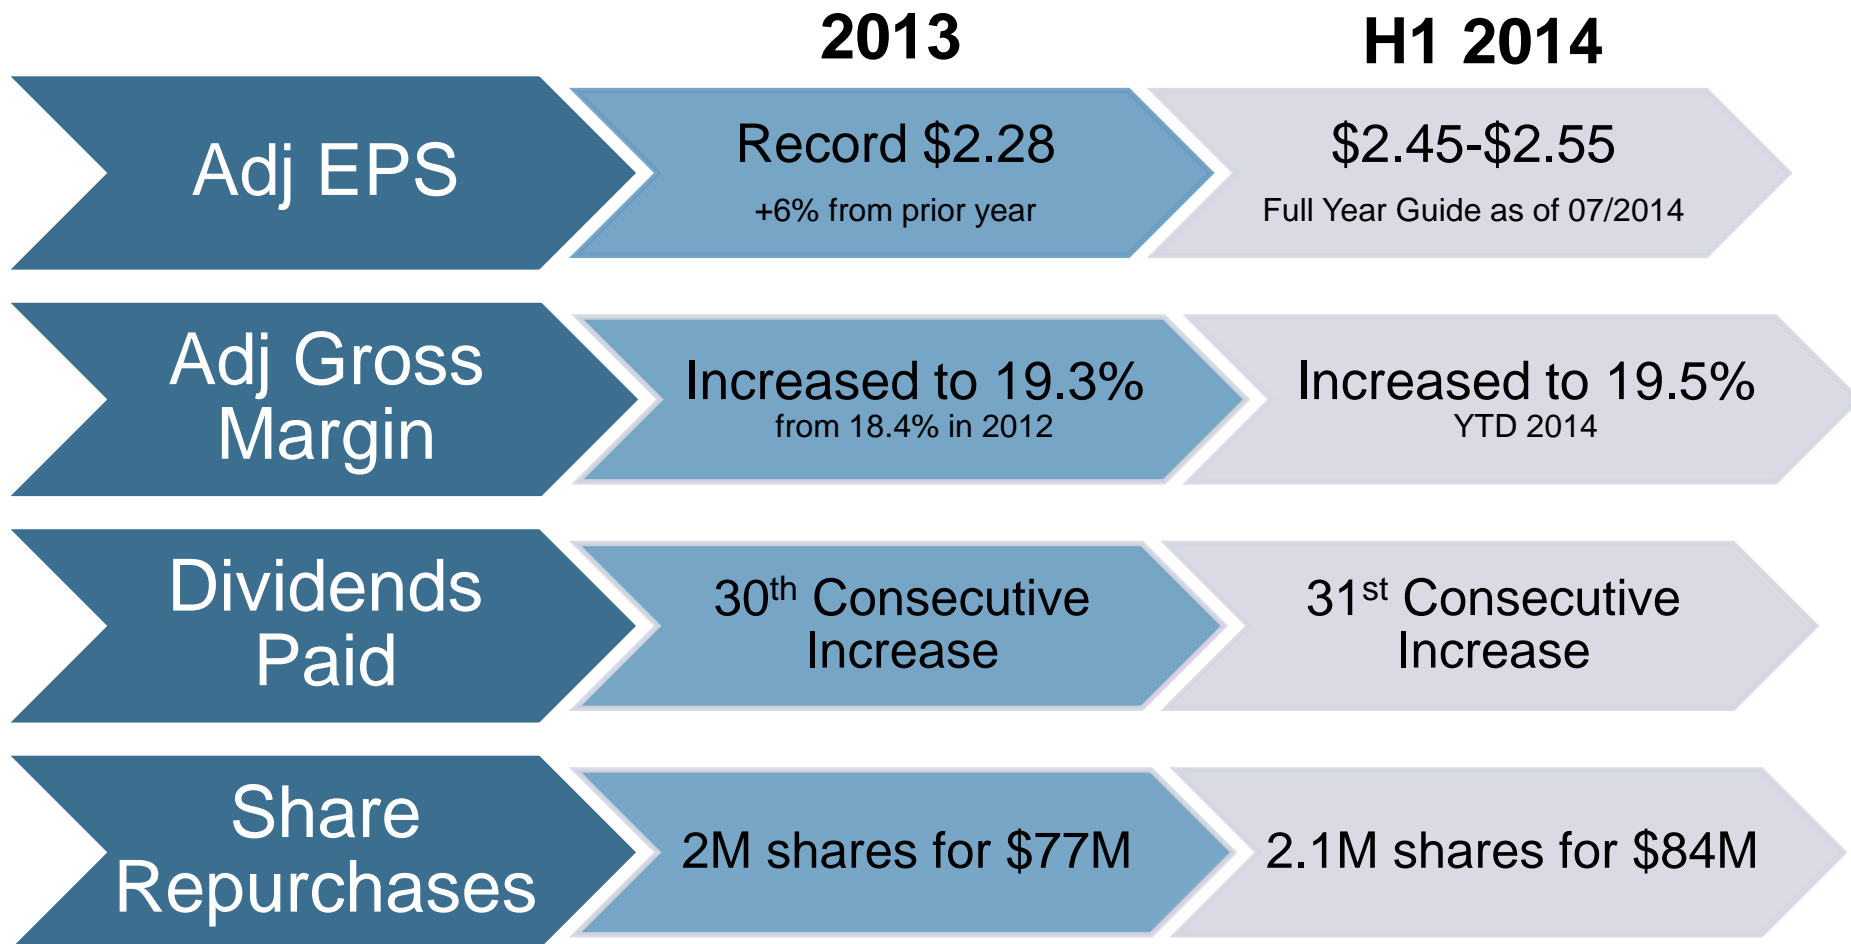 2013
H1 2014
Adj EPS
Record $2.28
+6% from prior year
$2.45-$2.55
Full Year Guide as of 07/2014
Adj Gross
Margin
Increased to 19.3%
from 18.4% in 2012
Increased to 19.5%
YTD 2014
Dividends
Paid
30th Consecutive
Increase
31st Consecutive
Increase
Share
Repurchases
2M shares for $77M
2.1M shares for $84M